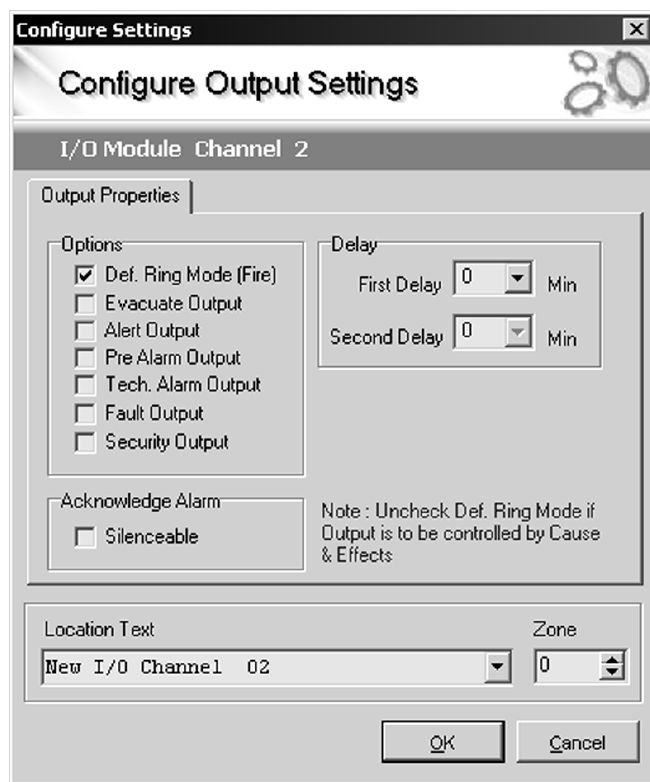 Configure Settings
Configure Output Settings
I/O Module Channel 2
Output Properties
Options
Def. Ring Mode (Fire)
Evacuate Output
Alert Output
Pre Alarm Output
Tech. Alarm Output
Fault Output
Security Output
Delay
First Delay 0 Min
Second Delay 0 Min
Acknowledge Alarm
Silenceable
Note : Uncheck Def. Ring Mode if
Output is to be controlled by Cause
& Effects
Location Text
Zone
New I/O Channel 02
0
OK
Cancel